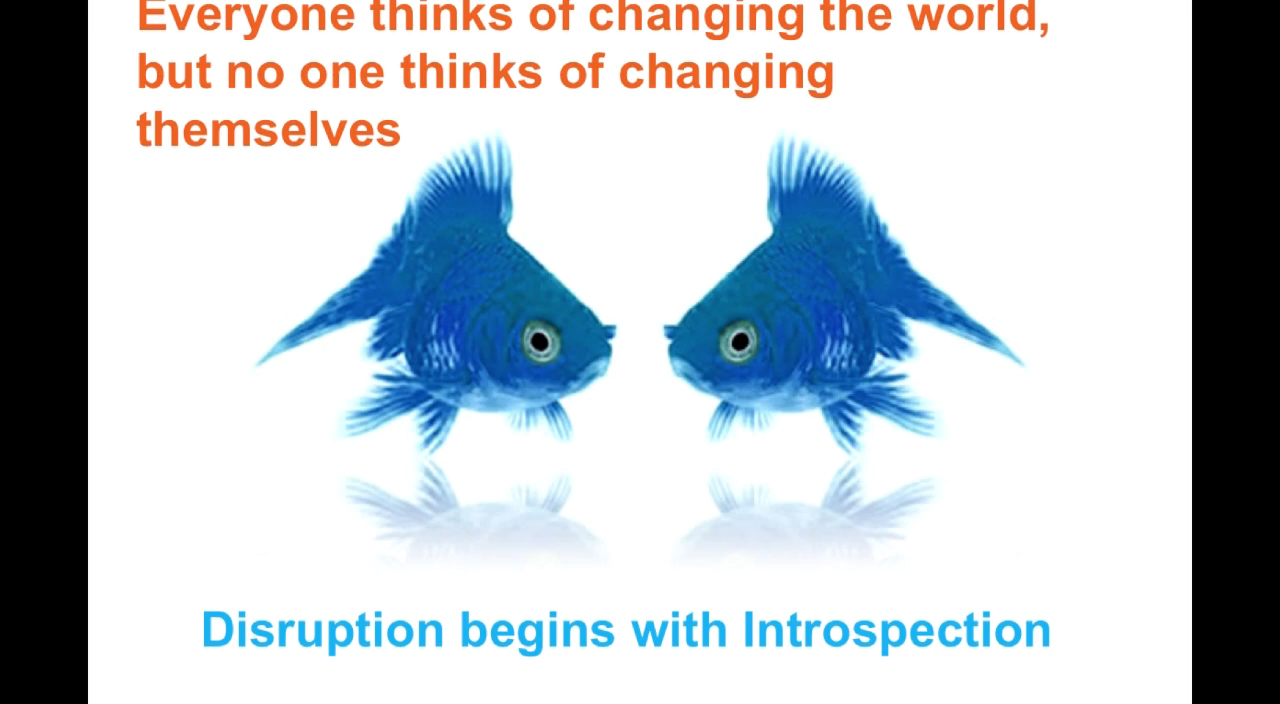 Everyone thinks of changing the world,
but no one thinks of changing
themselves
Disruption begins with Introspection